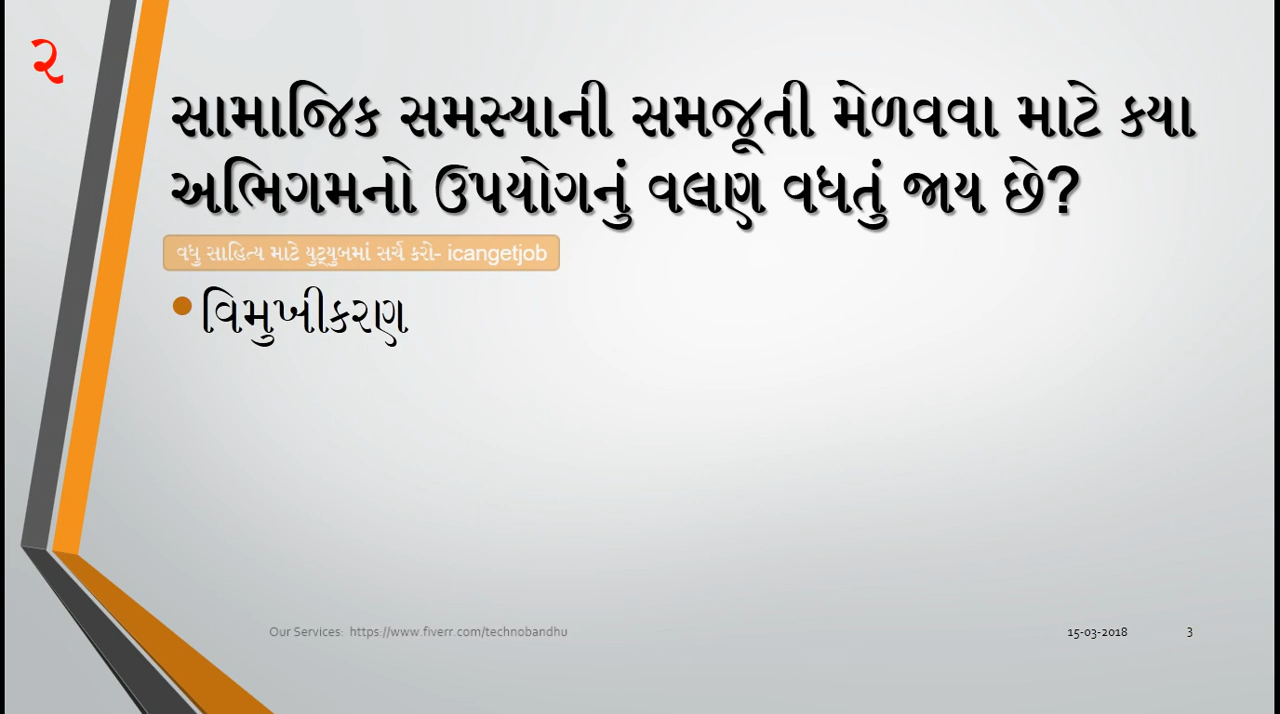 ૨
સામાજિક સમસ્યાની સમજૂતી મેળવવા માટે કયા
અભિગમનો ઉપયોગનું વલણ વધતું જાય છે?
વધુ સાહિત્ય માટે યુટ્યુબમાં સર્ચ કરો- icangetjob
•વિમુખીકરણ
Our Services: https://www.fiverr.com/technobandhu
15-03-2018
3